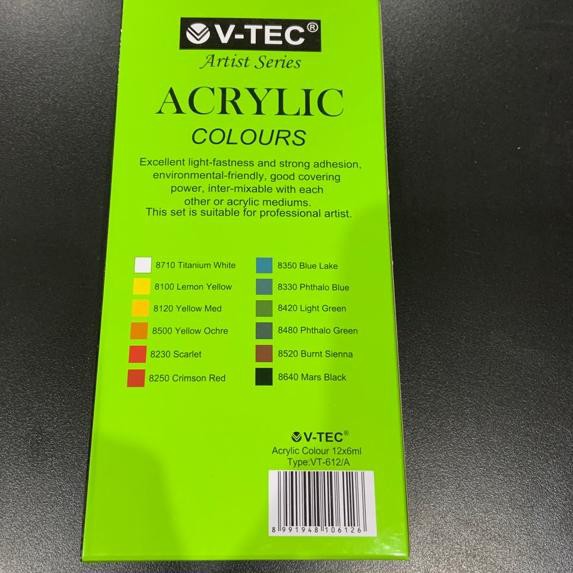 V-TEC®
Artist Series
ACRYLIC
COLOURS
Excellent light-fastness and strong adhesion,
environmental-friendly, good covering
power, inter-mixable with each
other or acrylic mediums.
This set is suitable for professional artist.
8710 Titanium White
8100 Lemon Yellow
8120 Yellow Med
8500 Yellow Ochre
8230 Scarlet
8250 Crimson Red
8350 Blue Lake
8330 Phthalo Blue
8420 Light Green
8480 Phthalo Green
8520 Burnt Sienna
8640 Mars Black
V-TEC®
Acrylic Colour 12x6ml
Type:VT-612/A
8 991948 106126